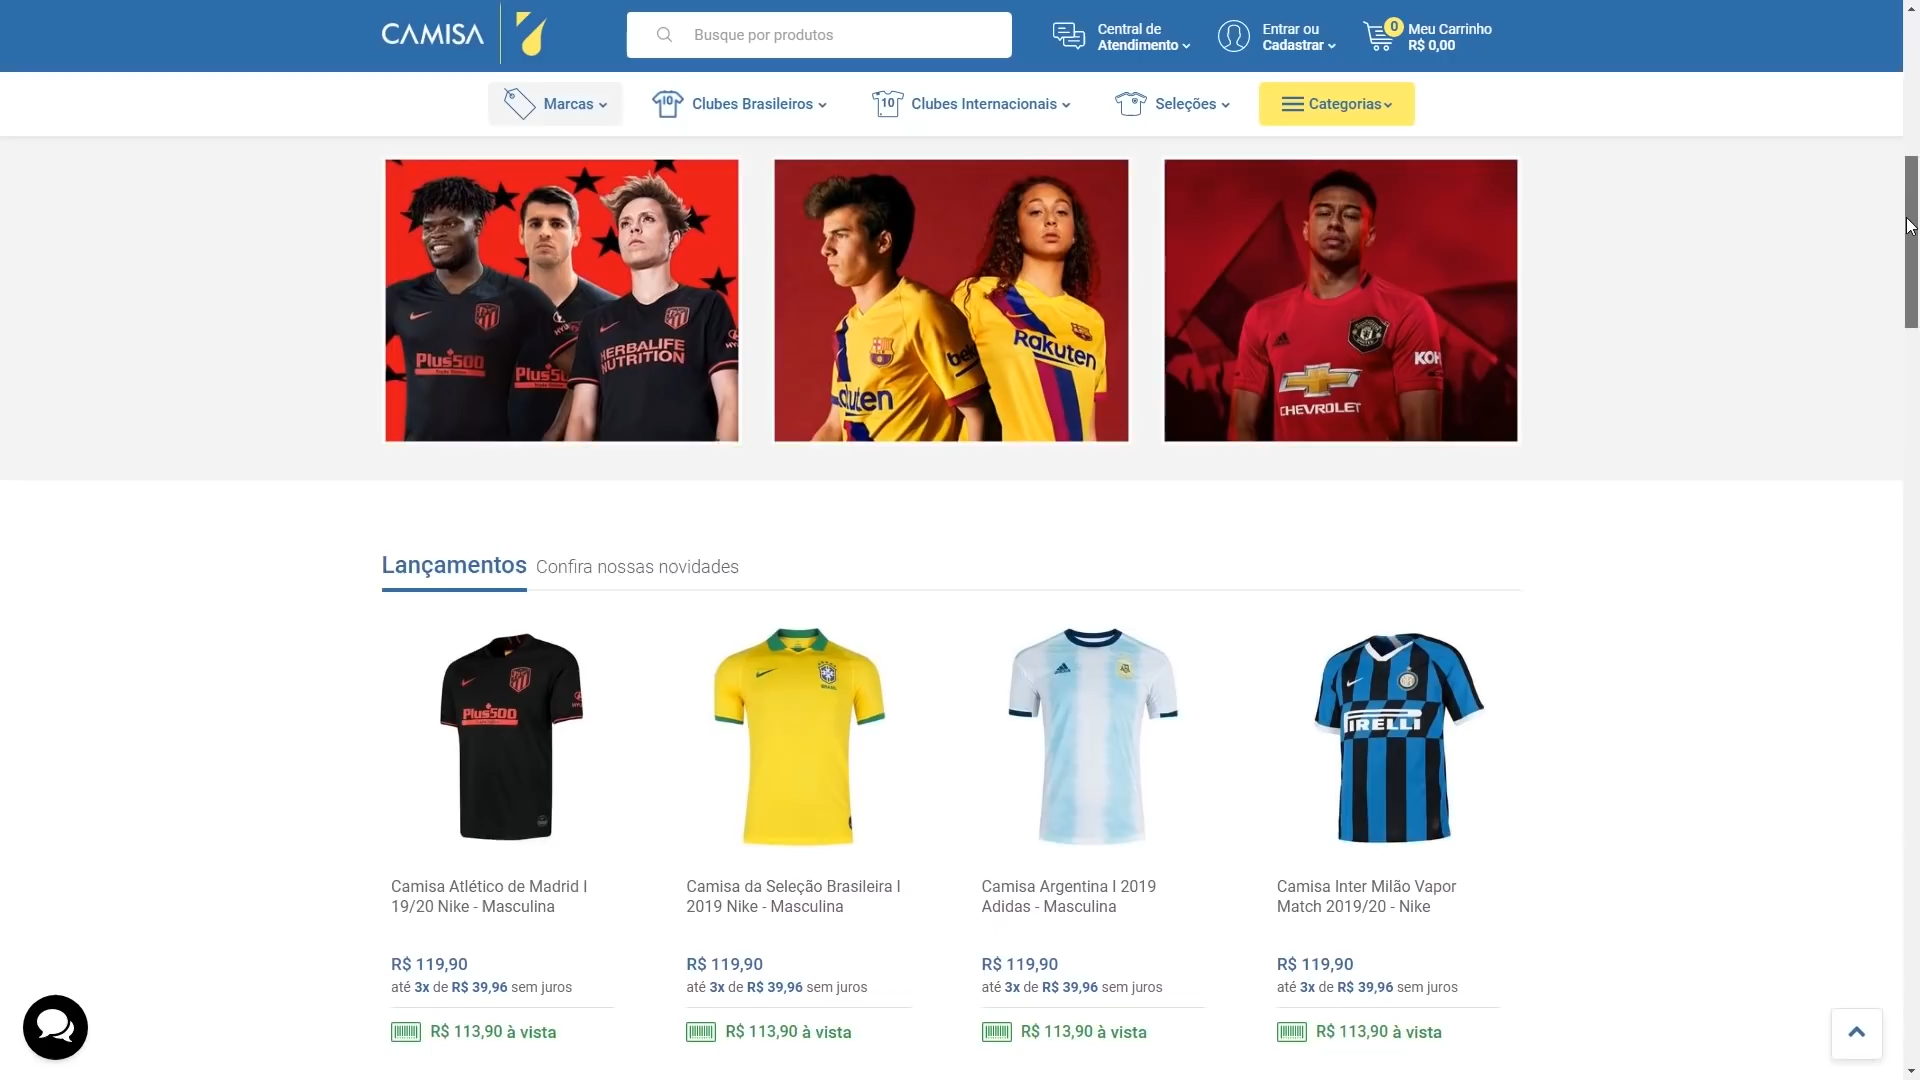 CAMISA
Busque por produtos
Central de
Atendimento
Entrar ou
Cadastrar
0
Meu Carrinho
R$ 0,00
Marcas
10
Clubes Brasileiros
10
Clubes Internacionais
Seleções
Categorias
Plus500
HERBALIFE
NUTRITION
Rakuten
beko
CHEVROLET
KOH
Lançamentos Confira nossas novidades
Plus500
BRASIL
PIRELLI
Camisa Atlético de Madrid I
19/20 Nike - Masculina
R$ 119,90
até 3x de R$ 39,96 sem juros
R$ 113,90 à vista
Camisa da Seleção Brasileira I
2019 Nike - Masculina
R$ 119,90
até 3x de R$ 39,96 sem juros
R$ 113,90 à vista
Camisa Argentina I 2019
Adidas - Masculina
R$ 119,90
até 3x de R$ 39,96 sem juros
R$ 113,90 à vista
Camisa Inter Milão Vapor
Match 2019/20 - Nike
R$ 119,90
até 3x de R$ 39,96 sem juros
R$ 113,90 à vista